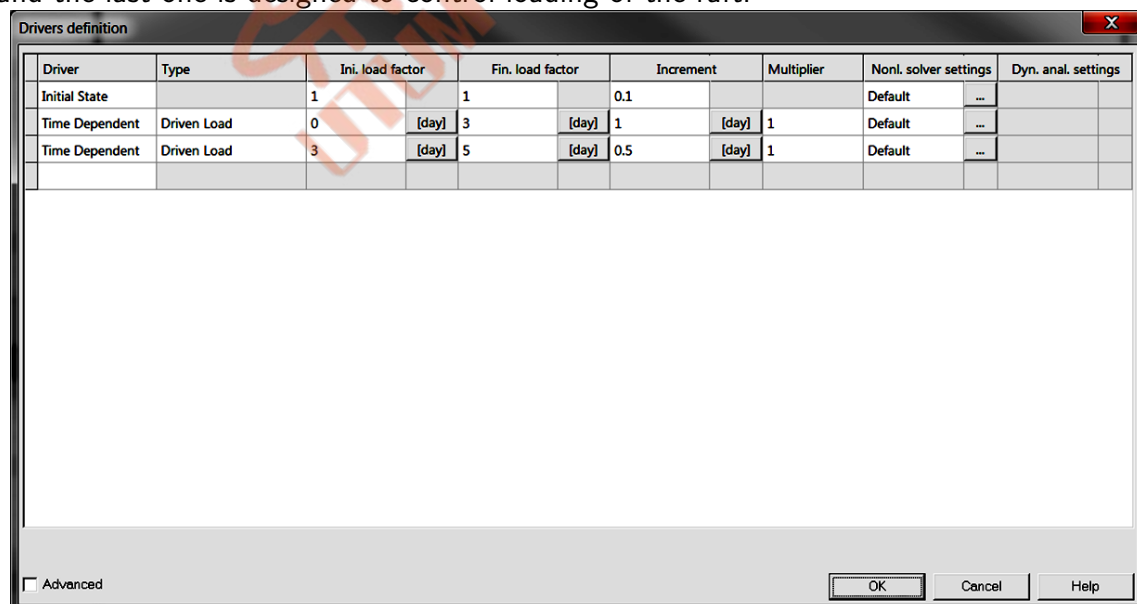 and the last one is designed to control loading of the raft.
Drivers definition
Driver Type Ini. load factor Fin. load factor Increment Multiplier Nonl. solver settings Dyn. anal. settings
Initial State 1 1 0.1 Default ...
Time Dependent Driven Load 0 [day] 3 [day] 1 [day] 1 Default ...
Time Dependent Driven Load 3 [day] 5 [day] 0.5 [day] 1 Default ...
Advanced OK Cancel Help